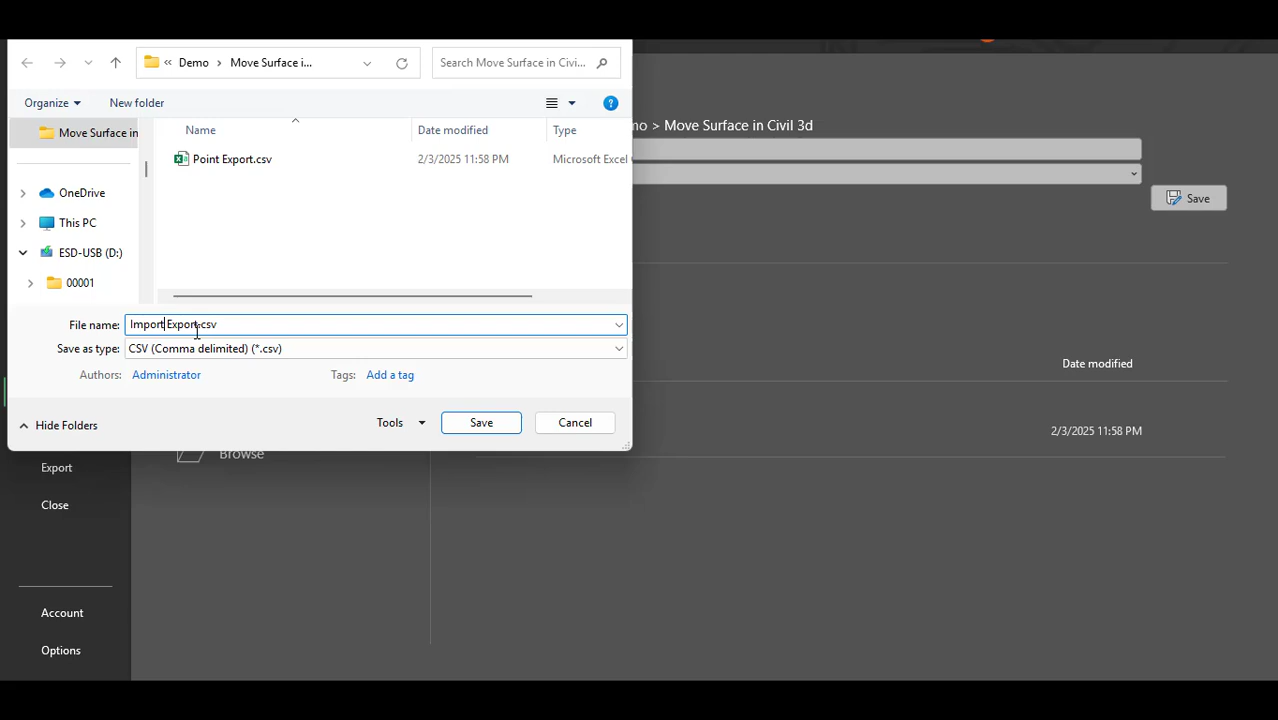 « Demo > Move Surface i...
Search Move Surface in Civi...
Organize
New folder
?
Move Surface in
Name
Date modified
Type
Point Export.csv
2/3/2025 11:58 PM
Microsoft Excel
OneDrive
This PC
ESD-USB (D:)
00001
File name:
Import Export.csv
Save as type:
CSV (Comma delimited) (*.csv)
Authors:
Administrator
Tags:
Add a tag
Hide Folders
Tools
Save
Cancel
mo > Move Surface in Civil 3d
Save
Date modified
2/3/2025 11:58 PM
Browse
Export
Close
Account
Options